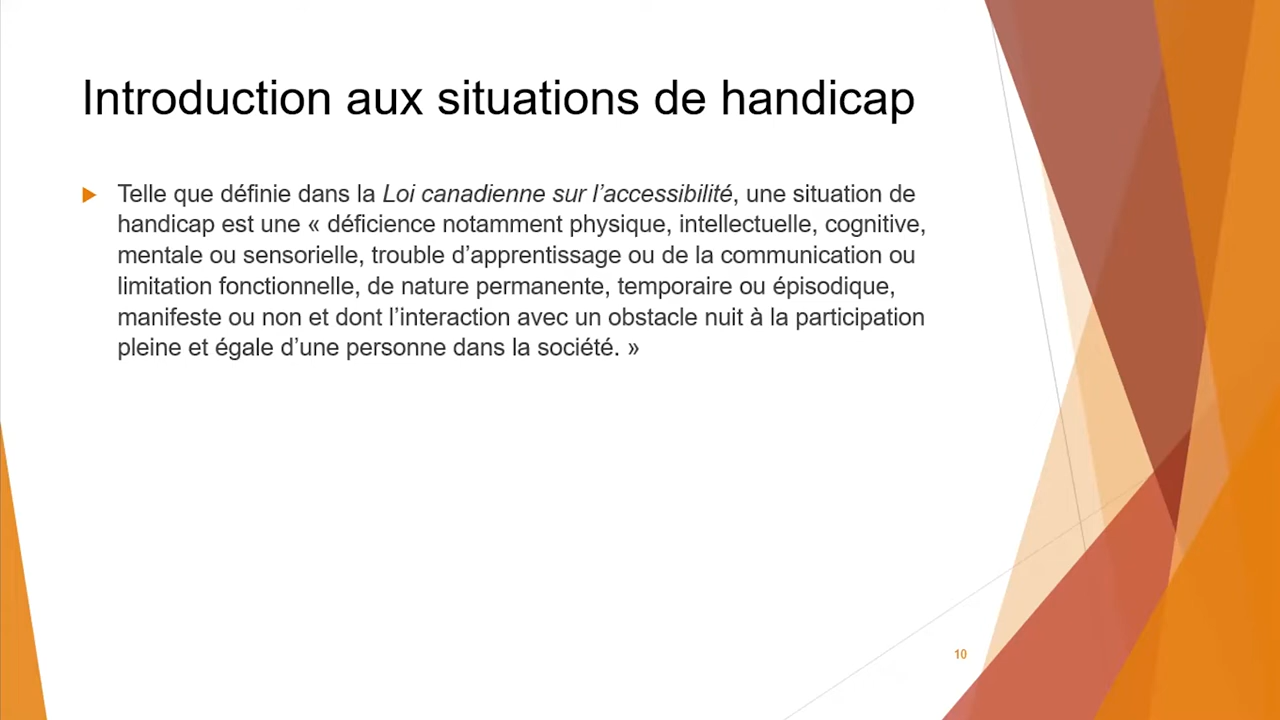 Introduction aux situations de handicap
Telle que définie dans la Loi canadienne sur l’accessibilité, une situation de
handicap est une « déficience notamment physique, intellectuelle, cognitive,
mentale ou sensorielle, trouble d’apprentissage ou de la communication ou
limitation fonctionnelle, de nature permanente, temporaire ou épisodique,
manifeste ou non et dont l’interaction avec un obstacle nuit à la participation
pleine et égale d’une personne dans la société. »
10